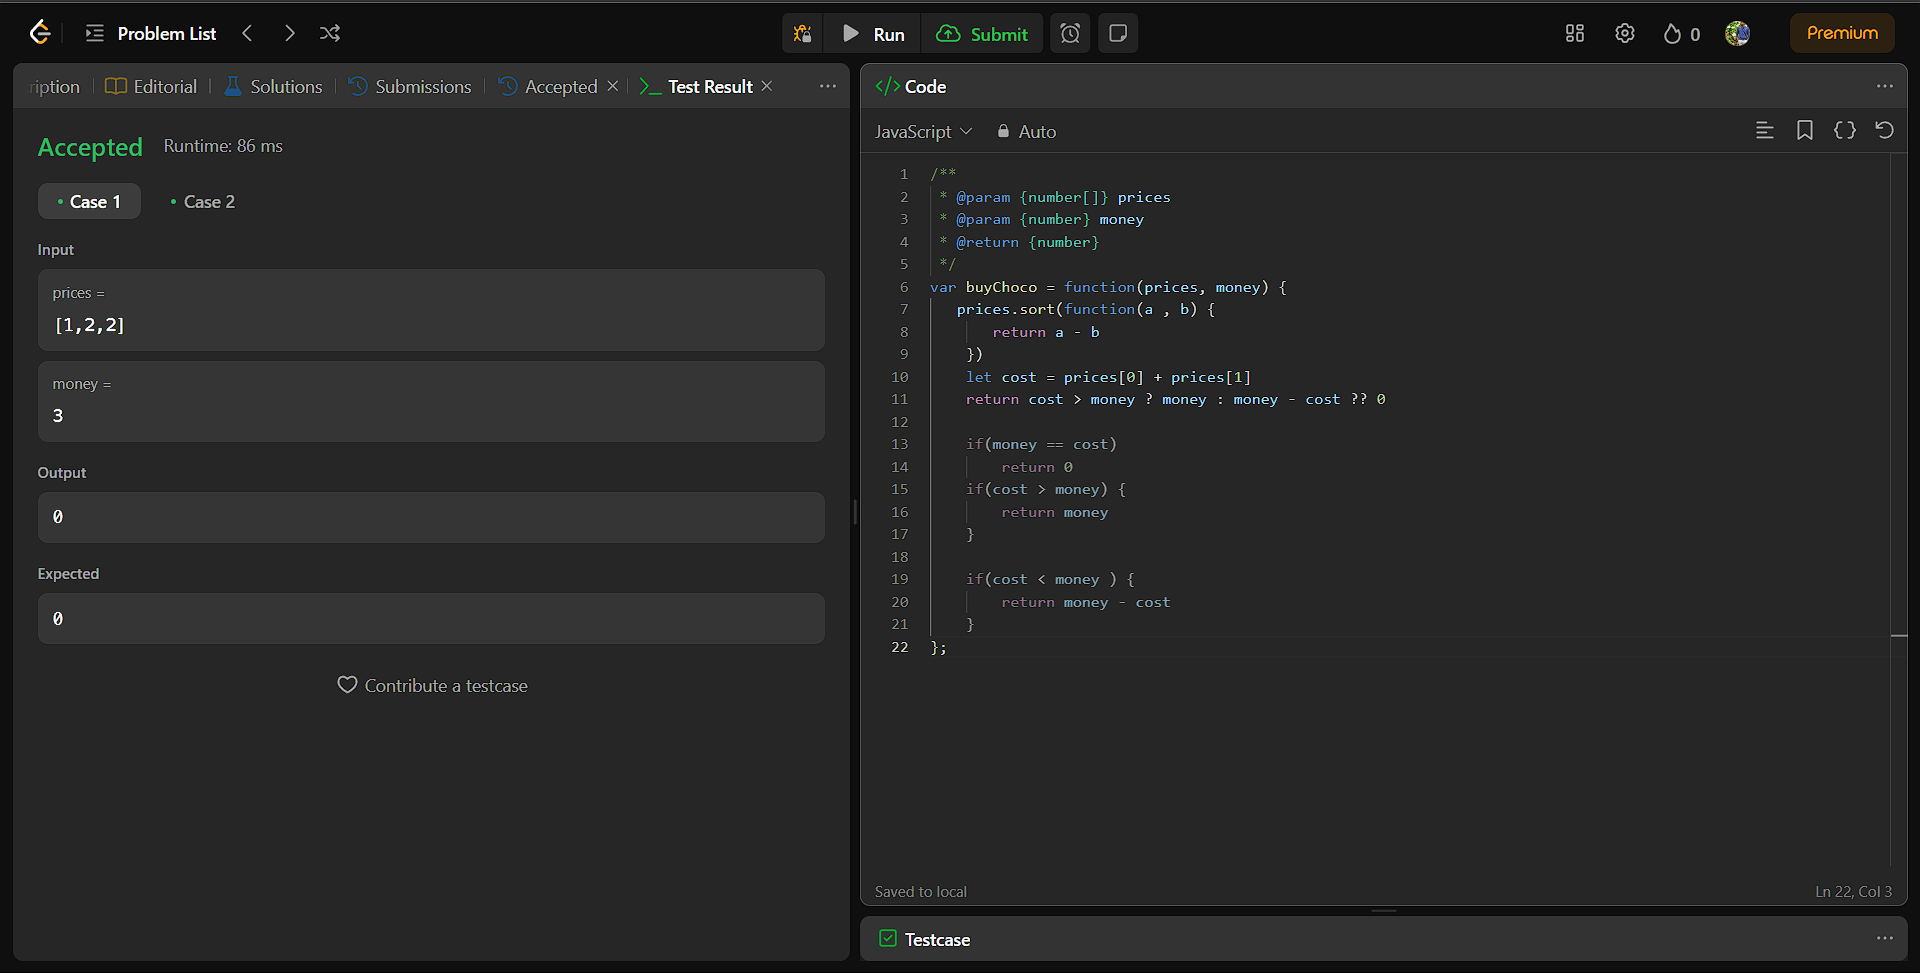 Problem List
Run
Submit
0
Premium
ription
Editorial
Solutions
Submissions
Accepted
Test Result
Accepted
Runtime: 86 ms
Case 1
Case 2
Input
prices =
[1,2,2]
money =
3
Output
0
Expected
0
Contribute a testcase
</> Code
JavaScript
Auto
1 /**
2 * @param {number[]} prices
3 * @param {number} money
4 * @return {number}
5 */
6 var buyChoco = function(prices, money) {
7 prices.sort(function(a , b) {
8 return a - b
9 })
10 let cost = prices[0] + prices[1]
11 return cost > money ? money : money - cost ?? 0
12
13 if(money == cost)
14 return 0
15 if(cost > money) {
16 return money
17 }
18
19 if(cost < money ) {
20 return money - cost
21 }
22 };
Saved to local
Ln 22, Col 3
Testcase